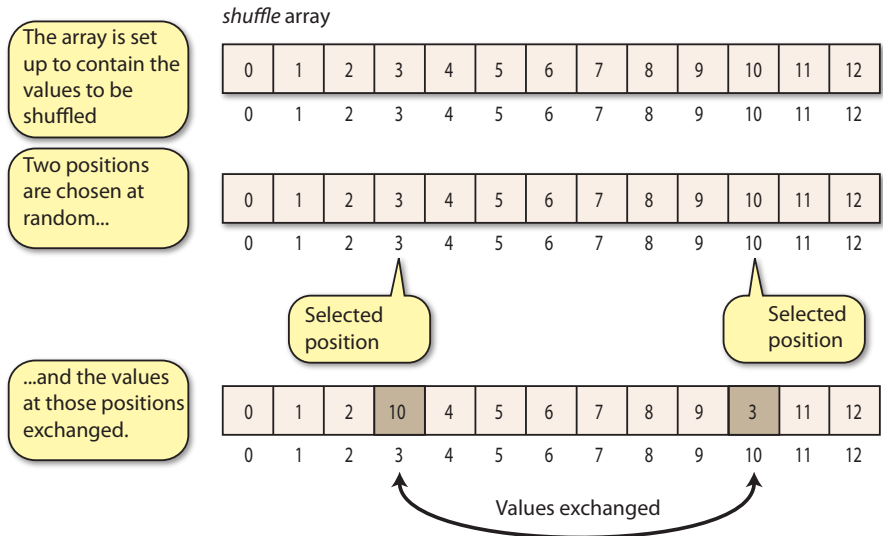 shuffle array
The array is set
up to contain the
values to be
shuffled
0 1 2 3 4 5 6 7 8 9 10 11 12
0 1 2 3 4 5 6 7 8 9 10 11 12
Two positions
are chosen at
random...
0 1 2 3 4 5 6 7 8 9 10 11 12
0 1 2 3 4 5 6 7 8 9 10 11 12
Selected
position
Selected
position
...and the values
at those positions
exchanged.
0 1 2 10 4 5 6 7 8 9 3 11 12
0 1 2 3 4 5 6 7 8 9 10 11 12
Values exchanged